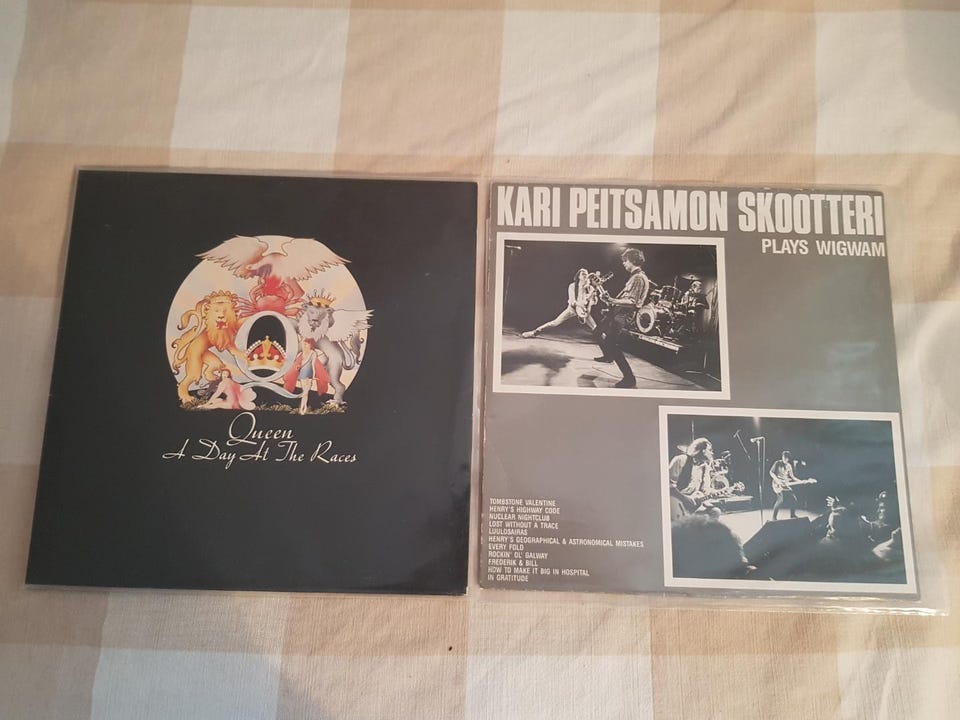 Queen
A Day At The Races
KARI PEITSAMON SKOOTTERI
PLAYS WIGWAM
TOMBSTONE VALENTINE
HENRY'S HIGHWAY CODE
NUCLEAR NIGHTCLUB
LOST WITHOUT A TRACE
LUULOSAIRAS
HENRY'S GEOGRAPHICAL & ASTRONOMICAL MISTAKES
EVERY FOLD
ROCKIN' OL' GALWAY
FREDERIK & BILL
HOW TO MAKE IT BIG IN HOSPITAL
IN GRATITUDE